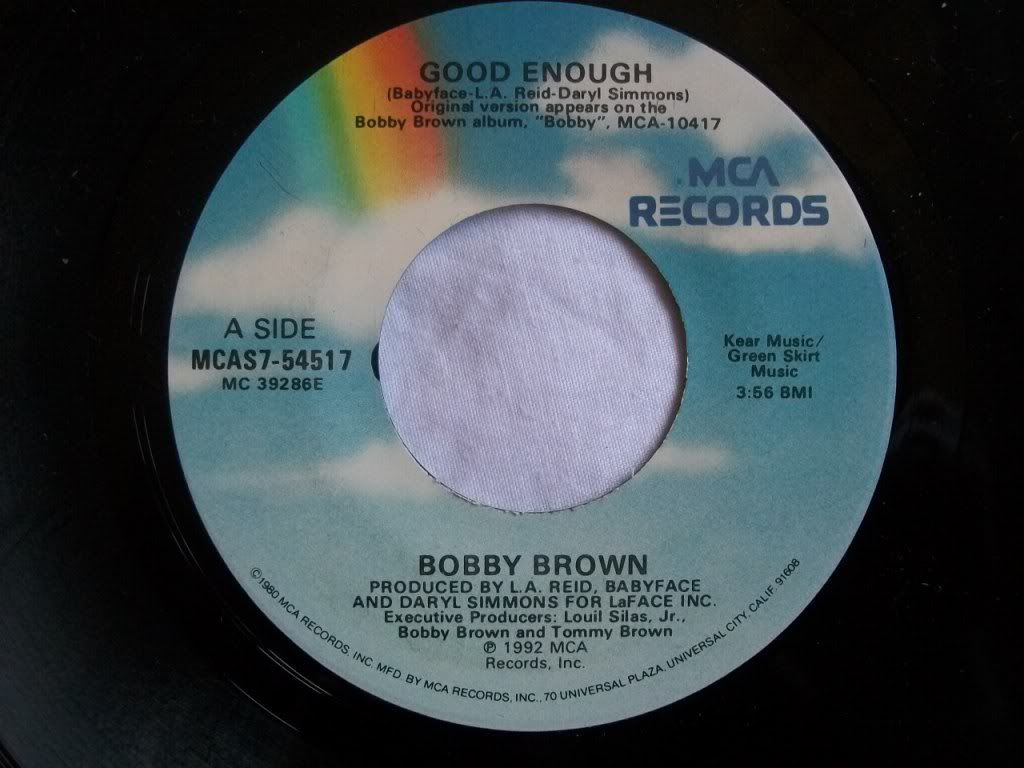 GOOD ENOUGH
(Babyface-L.A. Reid-Daryl Simmons)
Original version appears on the
Bobby Brown album, "Bobby", MCA-10417
MCA
RECORDS
A SIDE
MCAS7-54517
MC 39286E
Kear Music/
Green Skirt
Music
3:56 BMI
BOBBY BROWN
PRODUCED BY L.A. REID, BABYFACE
AND DARYL SIMMONS FOR LaFACE INC.
Executive Producers: Louil Silas, Jr.,
Bobby Brown and Tommy Brown
℗ 1992 MCA
Records, Inc.
©1980 MCA RECORDS, INC. MFD. BY MCA RECORDS, INC., 70 UNIVERSAL PLAZA, UNIVERSAL CITY, CALIF. 91608